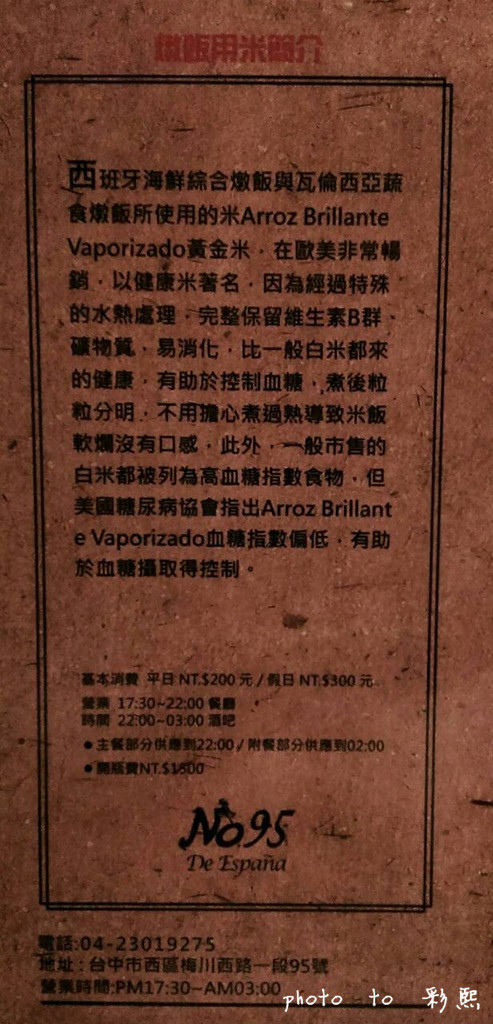 燉飯用米簡介
西班牙海鮮綜合燉飯與瓦倫西亞蔬
食燉飯所使用的米Arroz Brillante
Vaporizado黃金米，在歐美非常暢
銷，以健康米著名，因為經過特殊
的水熱處理，完整保留維生素B群、
礦物質，易消化，比一般白米都來
的健康，有助於控制血糖，煮後粒
粒分明，不用擔心煮過熟導致米飯
軟爛沒有口感，此外，一般市售的
白米都被列為高血糖指數食物，但
美國糖尿病協會指出Arroz Brillant
e Vaporizado血糖指數偏低，有助
於血糖攝取得控制。
基本消費 平日 NT.$200 元 / 假日 NT.$300 元
營業 17:30~22:00 餐廳
時間 22:00~03:00 酒吧
●主餐部分供應到22:00 / 附餐部分供應到02:00
●開瓶費NT.$1500
No95
De España
電話:04-23019275
地址：台中市西區梅川西路一段95號
營業時間:PM17:30~AM03:00
photo to 彩熙